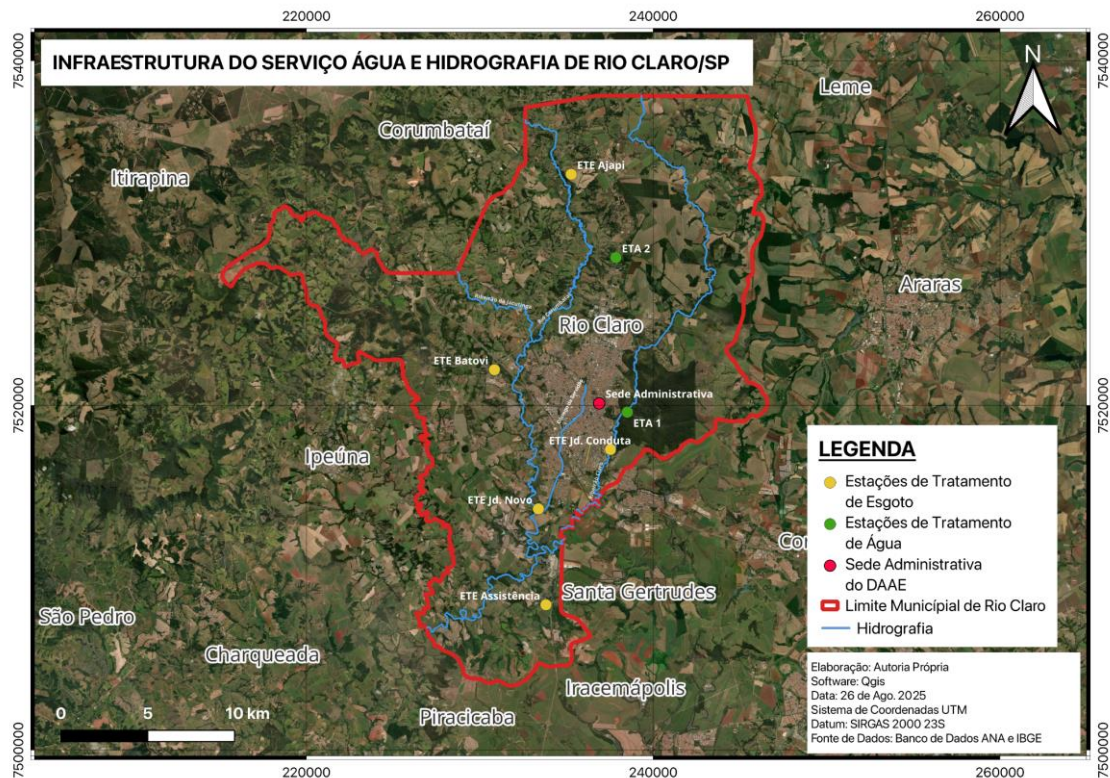 220000
240000
260000
7540000
7540000
INFRAESTRUTURA DO SERVIÇO ÁGUA E HIDROGRAFIA DE RIO CLARO/SP
N
Leme
Corumbataí
ETE Ajapi
Itirapina
ETA 2
Araras
Rio Claro
ETE Batovi
Sede Administrativa
7520000
7520000
ETA 1
ETE Jd. Conduta
Ipeúna
ETE Jd. Novo
Cor
ETE Assistência
Santa Gertrudes
São Pedro
Charqueada
Iracemápolis
Piracicaba
LEGENDA
Estações de Tratamento
de Esgoto
Estações de Tratamento
de Água
Sede Administrativa
do DAAE
Limite Municípial de Rio Claro
Hidrografia
Elaboração: Autoria Própria
Software: Qgis
Data: 26 de Ago. 2025
Sistema de Coordenadas UTM
Datum: SIRGAS 2000 23S
Fonte de Dados: Banco de Dados ANA e IBGE
0 5 10 km
7500000
7500000
220000
240000
260000